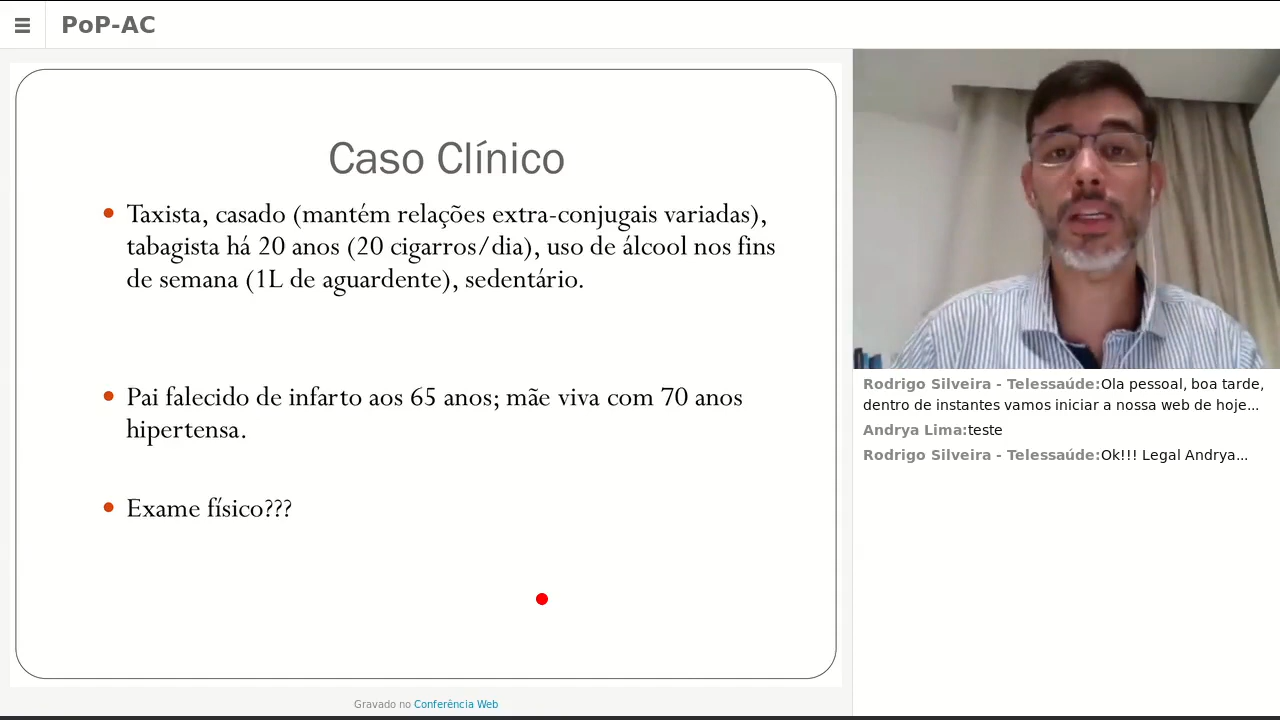 PoP-AC
Caso Clínico
Taxista, casado (mantém relações extra-conjugais variadas),
tabagista há 20 anos (20 cigarros/dia), uso de álcool nos fins
de semana (1L de aguardente), sedentário.
Pai falecido de infarto aos 65 anos; mãe viva com 70 anos
hipertensa.
Exame físico???
Gravado no Conferência Web
Rodrigo Silveira - Telessaúde:Ola pessoal, boa tarde,
dentro de instantes vamos iniciar a nossa web de hoje...
Andrya Lima:teste
Rodrigo Silveira - Telessaúde:Ok!!! Legal Andrya...